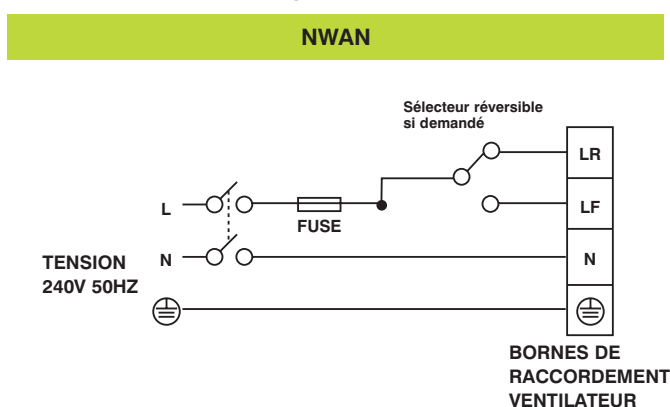 NWAN
Sélecteur réversible
si demandé
LR
L
FUSE
LF
TENSION
240V 50HZ
N
N
BORNES DE
RACCORDEMENT
VENTILATEUR